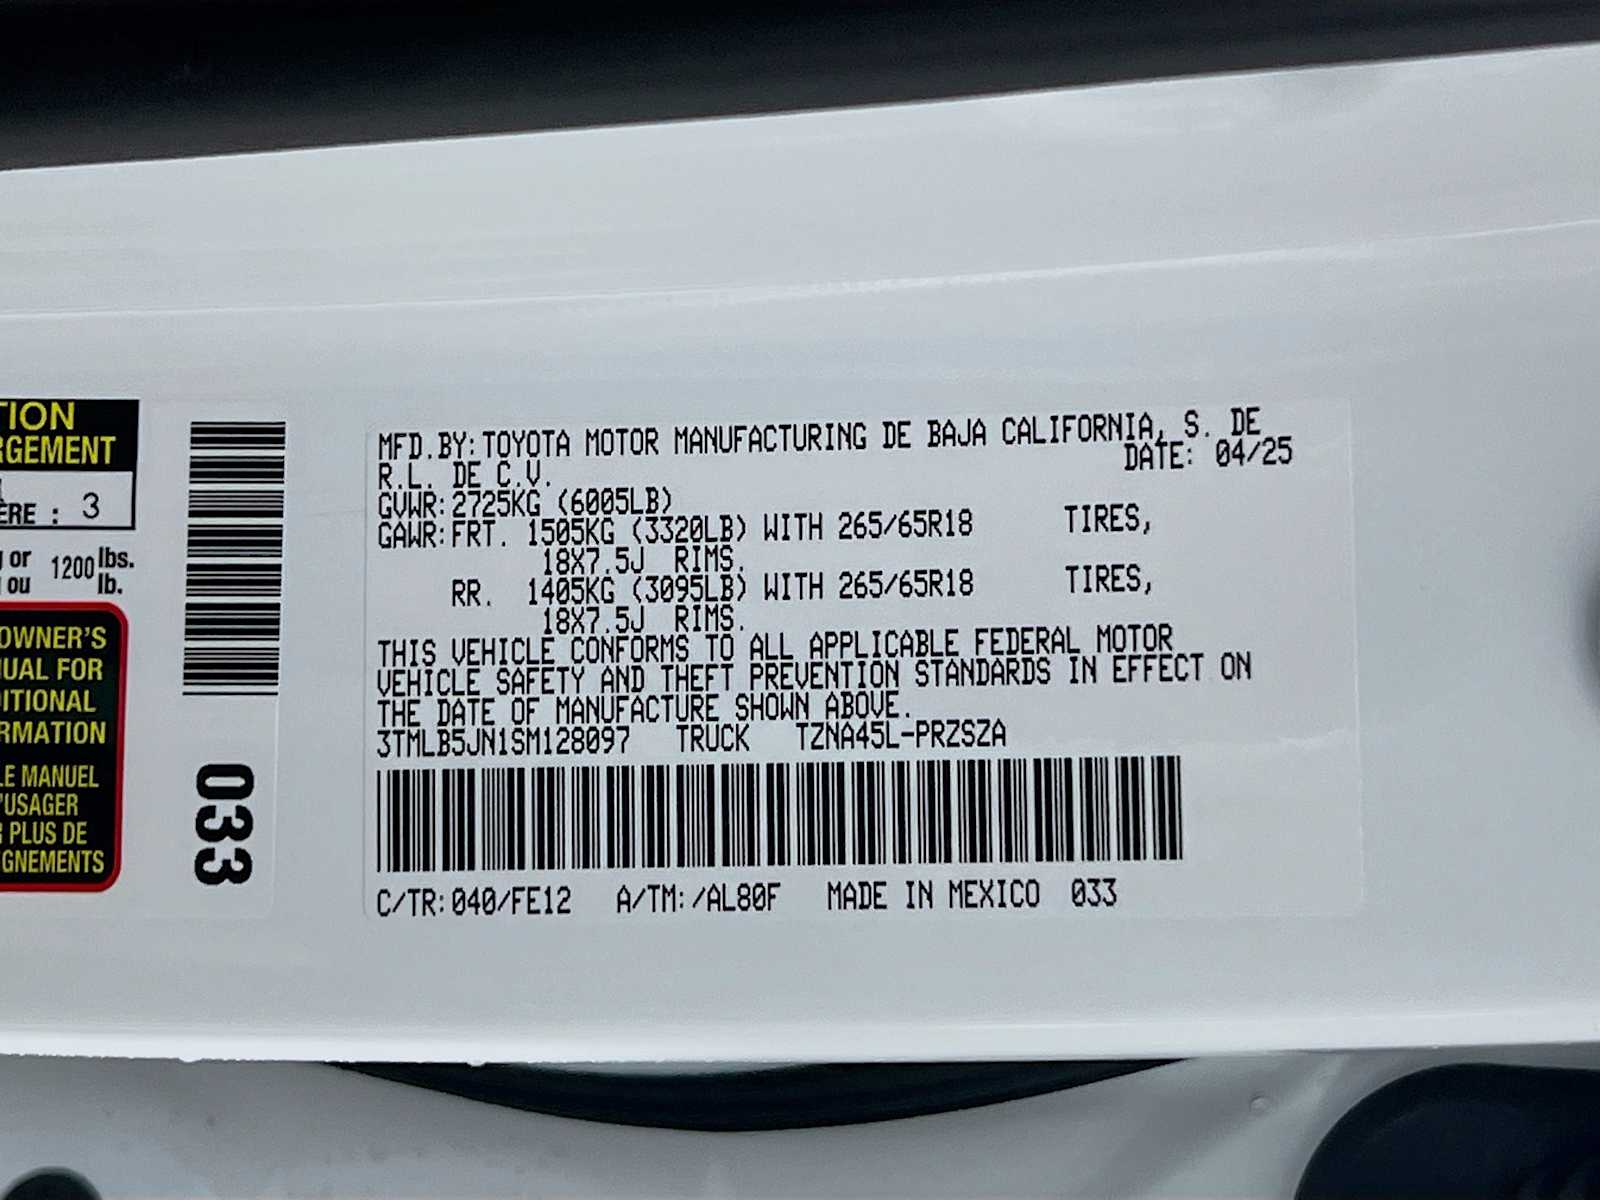 TION
RGEMENT
ÈRE : 3
or 1200 lbs.
ou lb.
OWNER'S
UAL FOR
ITIONAL
RMATION
LE MANUEL
'USAGER
R PLUS DE
GNEMENTS
033
MFD.BY:TOYOTA MOTOR MANUFACTURING DE BAJA CALIFORNIA, S. DE
R.L. DE C.V. DATE: 04/25
GVWR:2725KG (6005LB)
GAWR:FRT. 1505KG (3320LB) WITH 265/65R18 TIRES,
18X7.5J RIMS.
RR. 1405KG (3095LB) WITH 265/65R18 TIRES,
18X7.5J RIMS.
THIS VEHICLE CONFORMS TO ALL APPLICABLE FEDERAL MOTOR
VEHICLE SAFETY AND THEFT PREVENTION STANDARDS IN EFFECT ON
THE DATE OF MANUFACTURE SHOWN ABOVE.
3TMLB5JN1SM128097 TRUCK TZNA45L-PRZSZA
C/TR:040/FE12 A/TM:/AL80F MADE IN MEXICO 033